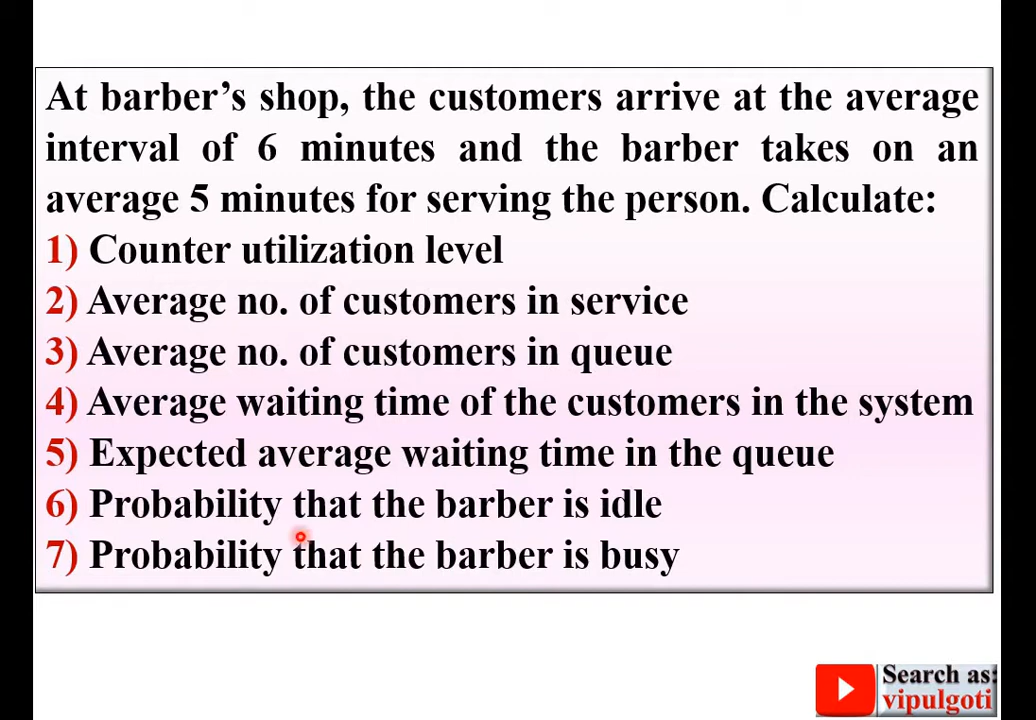 At barber’s shop, the customers arrive at the average
interval of 6 minutes and the barber takes on an
average 5 minutes for serving the person. Calculate:
1) Counter utilization level
2) Average no. of customers in service
3) Average no. of customers in queue
4) Average waiting time of the customers in the system
5) Expected average waiting time in the queue
6) Probability that the barber is idle
7) Probability that the barber is busy
Search as:
vipulgoti